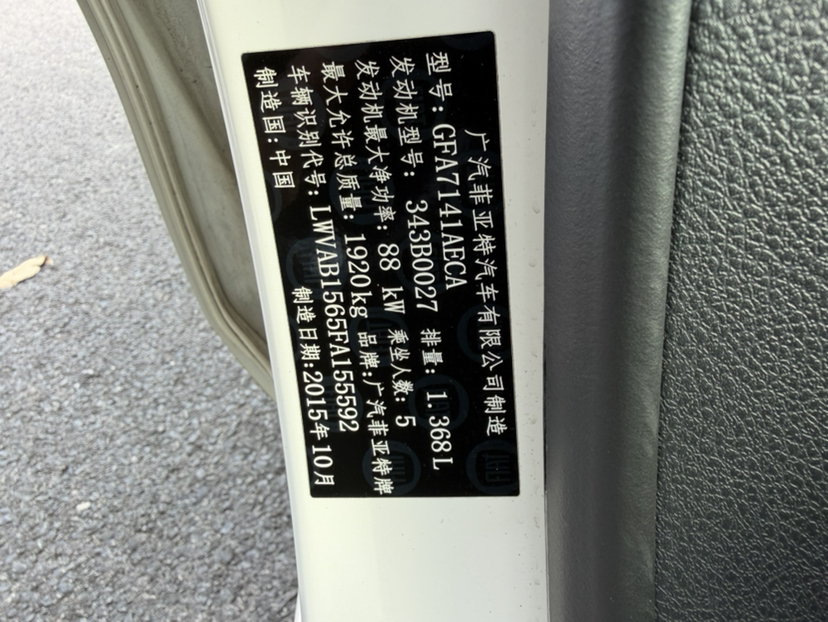 广汽菲亚特汽车有限公司制造
型号: GFA7141AECA 排量: 1.368L
发动机型号: 343B0027 乘坐人数: 5
发动机最大净功率: 88 kW 品牌:广汽菲亚特牌
最大允许总质量: 1920kg
车辆识别代号: LWVAB1565FA155592
制造国: 中国 制造日期:2015年10月